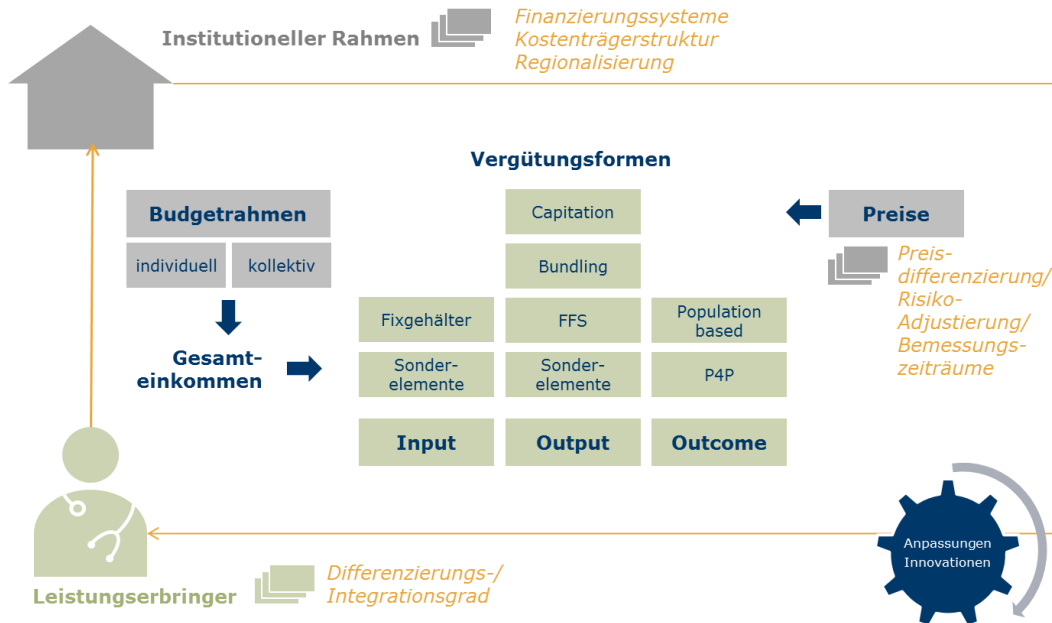 Institutioneller Rahmen
Finanzierungssysteme
Kostenträgerstruktur
Regionalisierung
Vergütungsformen
Budgetrahmen
individuell
kollektiv
Gesamt-
einkommen
Capitation
Bundling
Fixgehälter
FFS
Population
based
Sonder-
elemente
Sonder-
elemente
P4P
Input
Output
Outcome
Preise
Preis-
differenzierung/
Risiko-
Adjustierung/
Bemessungs-
zeiträume
Anpassungen
Innovationen
Leistungserbringer
Differenzierungs-/
Integrationsgrad